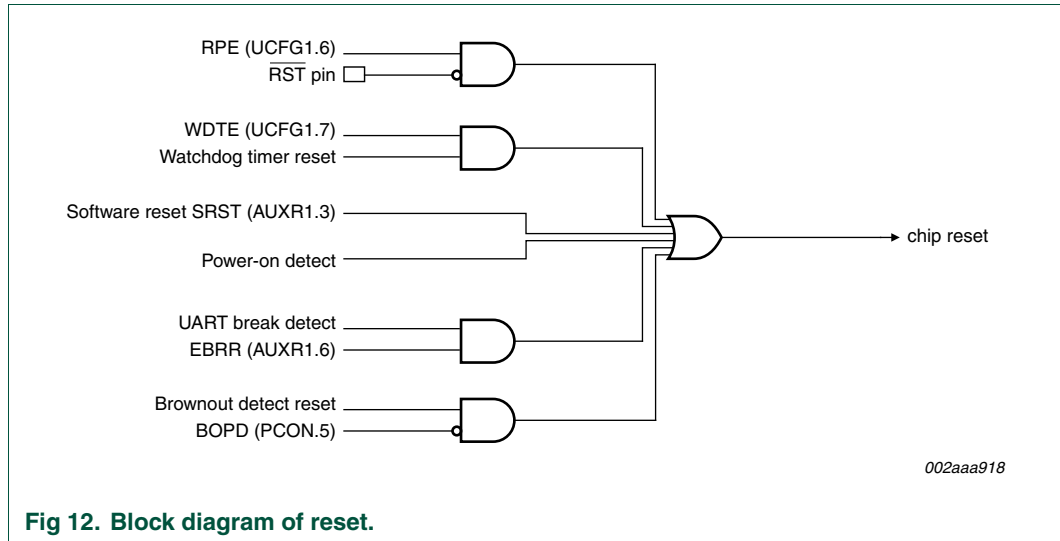 RPE (UCFG1.6)
RST pin
WDTE (UCFG1.7)
Watchdog timer reset
Software reset SRST (AUXR1.3)
Power-on detect
chip reset
UART break detect
EBRR (AUXR1.6)
Brownout detect reset
BOPD (PCON.5)
002aaa918
Fig 12. Block diagram of reset.